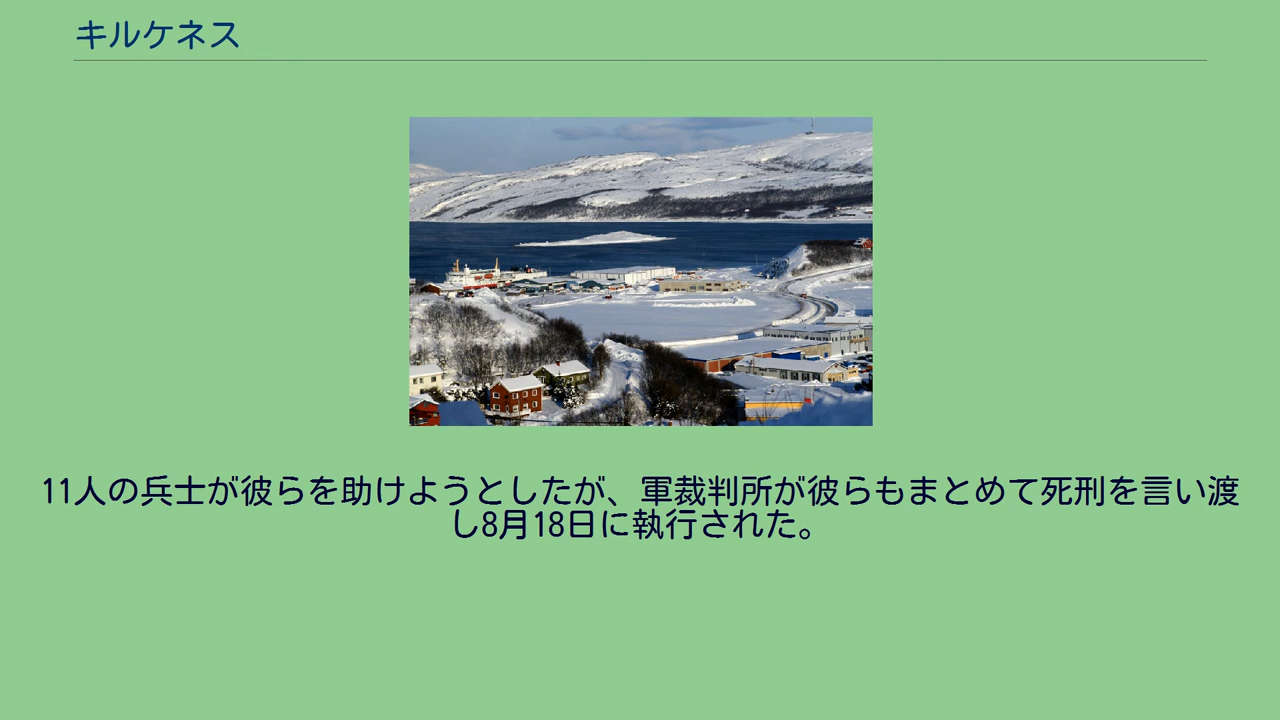 キルケネス
11人の兵士が彼らを助けようとしたが、軍裁判所が彼らもまとめて死刑を言い渡
し8月18日に執行された。